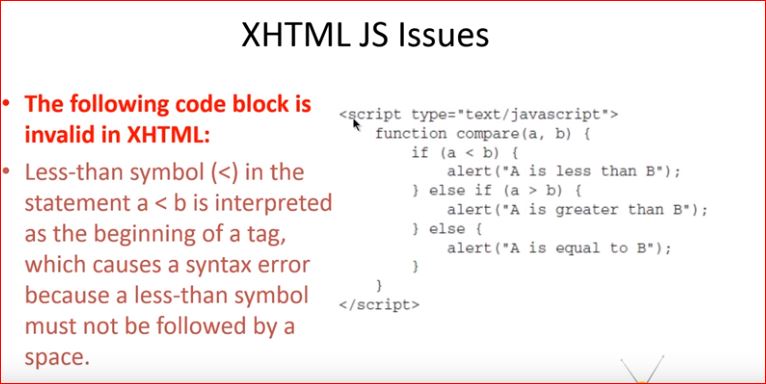 XHTML JS Issues
• The following code block is
invalid in XHTML:
• Less-than symbol (<) in the
statement a < b is interpreted
as the beginning of a tag,
which causes a syntax error
because a less-than symbol
must not be followed by a
space.
<script type="text/javascript">
    function compare(a, b) {
        if (a < b) {
            alert("A is less than B");
        } else if (a > b) {
            alert("A is greater than B");
        } else {
            alert("A is equal to B");
        }
    }
</script>